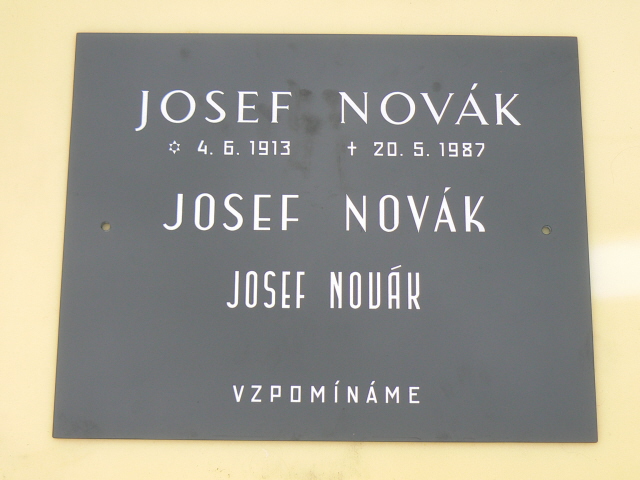 JOSEF NOVÁK
✡ 4. 6. 1913 ✝ 20. 5. 1987
JOSEF NOVÁK
JOSEF NOVÁK
VZPOMÍNÁME